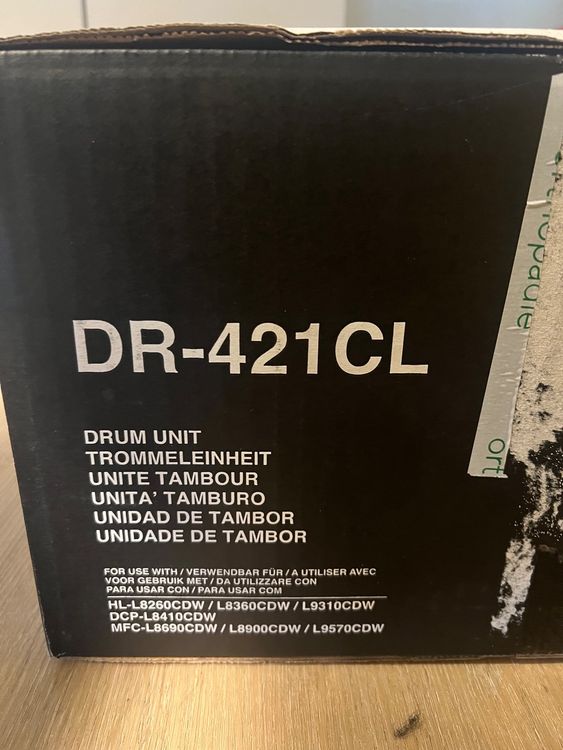 DR-421CL
DRUM UNIT
TROMMELEINHEIT
UNITE TAMBOUR
UNITA' TAMBURO
UNIDAD DE TAMBOR
UNIDADE DE TAMBOR
FOR USE WITH / VERWENDBAR FÜR / A UTILISER AVEC
VOOR GEBRUIK MET / DA UTILIZZARE CON
PARA USAR CON / PARA USAR COM
HL-L8260CDW / L8360CDW / L9310CDW
DCP-L8410CDW
MFC-L8690CDW / L8900CDW / L9570CDW
ort